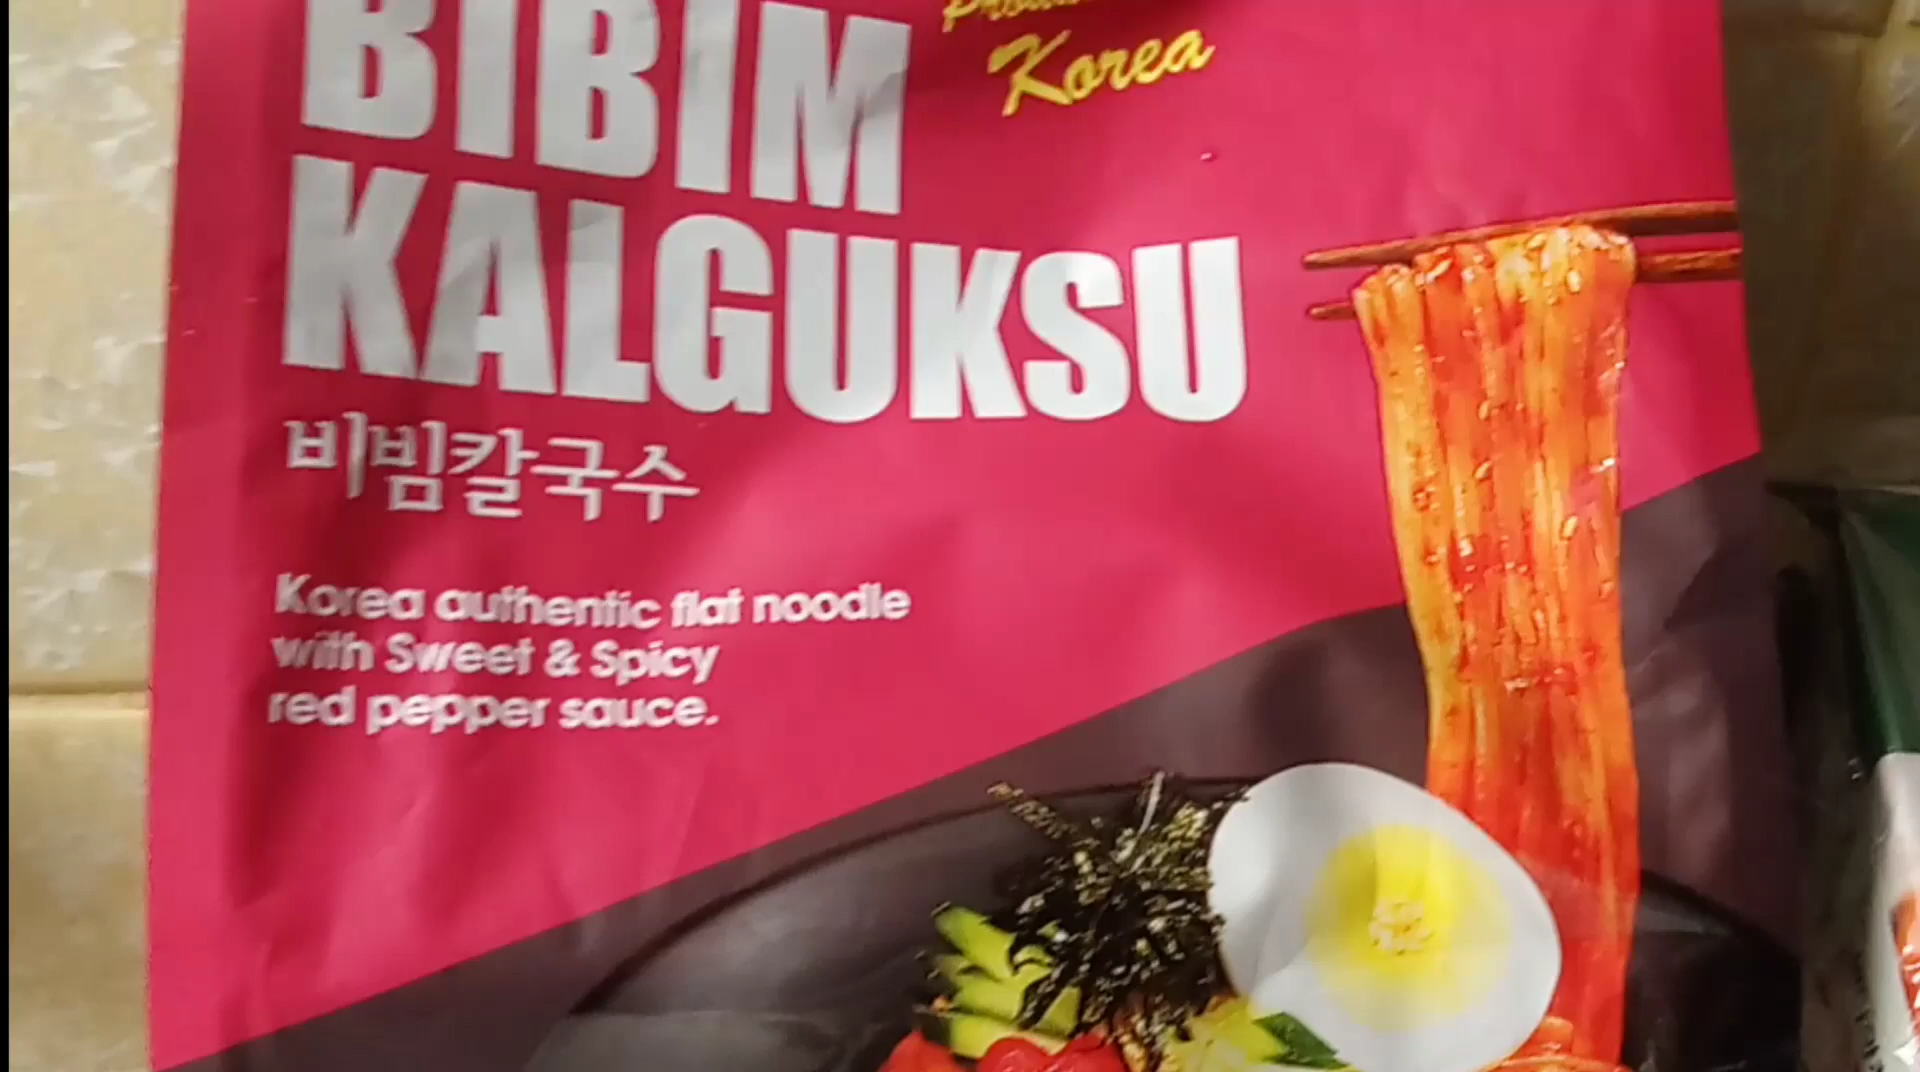 BIBIM
Korea
KALGUKSU
비빔칼국수
Korea authentic flat noodle
with Sweet & Spicy
red pepper sauce.